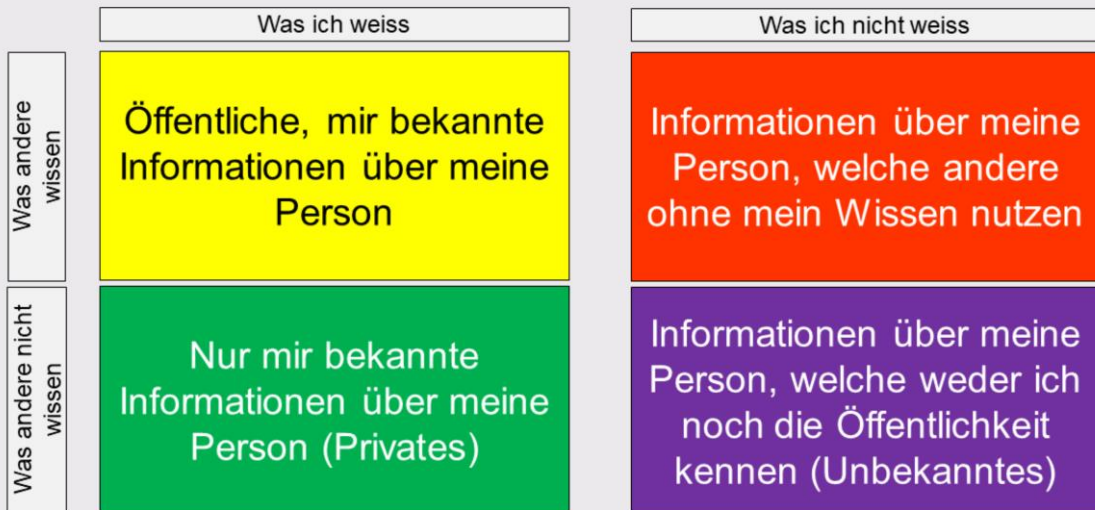 Was ich weiss
Was ich nicht weiss
Was andere
wissen
Öffentliche, mir bekannte
Informationen über meine
Person
Informationen über meine
Person, welche andere
ohne mein Wissen nutzen
Was andere nicht
wissen
Nur mir bekannte
Informationen über meine
Person (Privates)
Informationen über meine
Person, welche weder ich
noch die Öffentlichkeit
kennen (Unbekanntes)